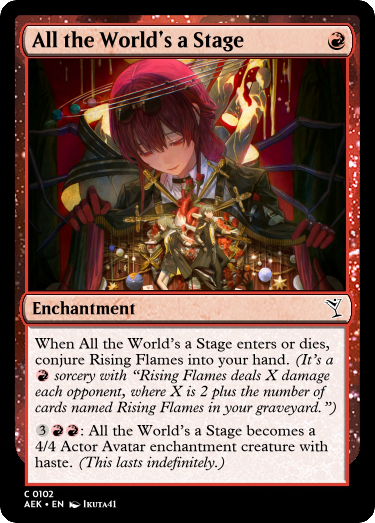 All the World's a Stage
Enchantment
When All the World's a Stage enters or dies,
conjure Rising Flames into your hand. (It's a
sorcery with “Rising Flames deals X damage
each opponent, where X is 2 plus the number of
cards named Rising Flames in your graveyard.”)
3: All the World's a Stage becomes a
4/4 Actor Avatar enchantment creature with
haste. (This lasts indefinitely.)
C 0102
AEK • EN Ikuta41